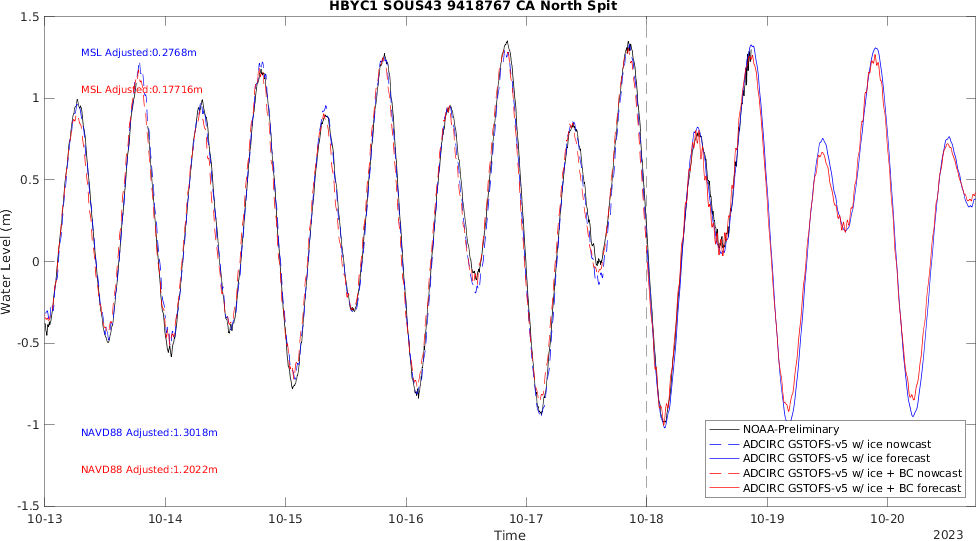 HBYC1 SOUS43 9418767 CA North Spit
1.5
1
0.5
0
-0.5
-1
-1.5
Water Level (m)
MSL Adjusted:0.2768m
MSL Adjusted:0.17716m
NAVD88 Adjusted:1.3018m
NAVD88 Adjusted:1.2022m
NOAA-Preliminary
ADCIRC GSTOFS-v5 w/ ice nowcast
ADCIRC GSTOFS-v5 w/ ice forecast
ADCIRC GSTOFS-v5 w/ ice + BC nowcast
ADCIRC GSTOFS-v5 w/ ice + BC forecast
10-13 10-14 10-15 10-16 10-17 10-18 10-19 10-20
Time
2023